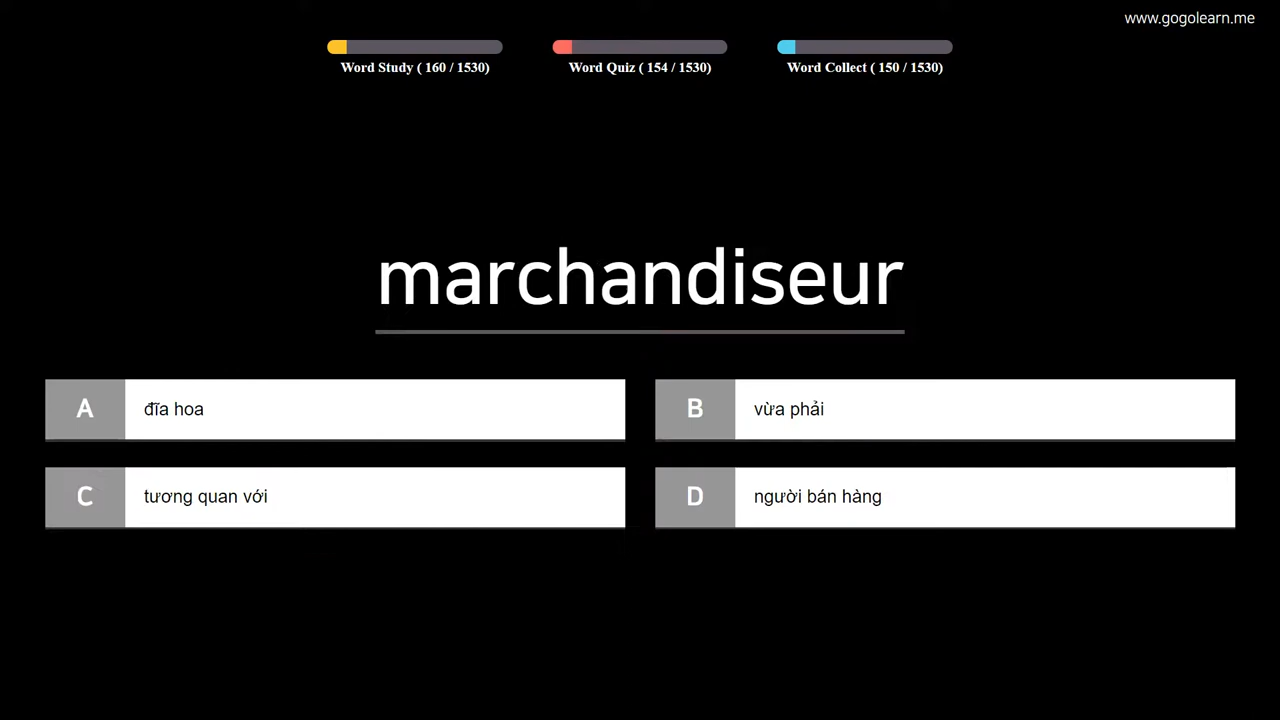 www.gogolearn.me
Word Study ( 160 / 1530)
Word Quiz ( 154 / 1530)
Word Collect ( 150 / 1530)
marchandiseur
A đĩa hoa
B vừa phải
C tương quan với
D người bán hàng